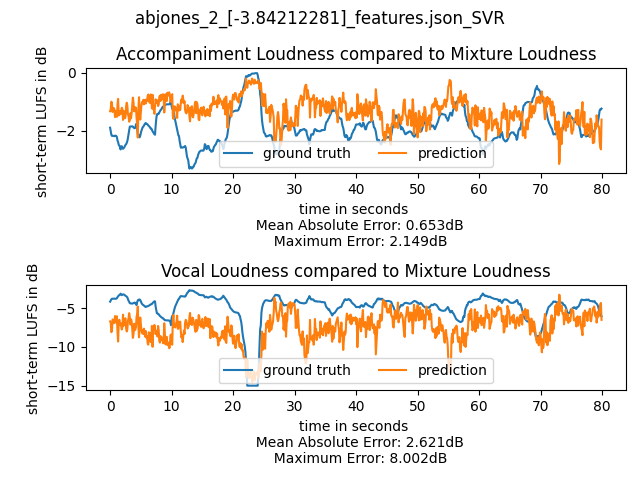 abjones_2_[-3.84212281]_features.json_SVR
Accompaniment Loudness compared to Mixture Loudness
short-term LUFS in dB
0
−2
ground truth
prediction
0 10 20 30 40 50 60 70 80
time in seconds
Mean Absolute Error: 0.653dB
Maximum Error: 2.149dB
Vocal Loudness compared to Mixture Loudness
short-term LUFS in dB
−5
−10
−15
ground truth
prediction
0 10 20 30 40 50 60 70 80
time in seconds
Mean Absolute Error: 2.621dB
Maximum Error: 8.002dB